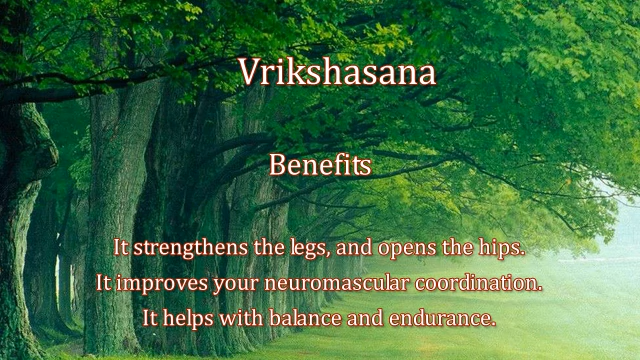 Vrikshasana
Benefits
It strengthens the legs, and opens the hips.
It improves your neuromascular coordination.
It helps with balance and endurance.